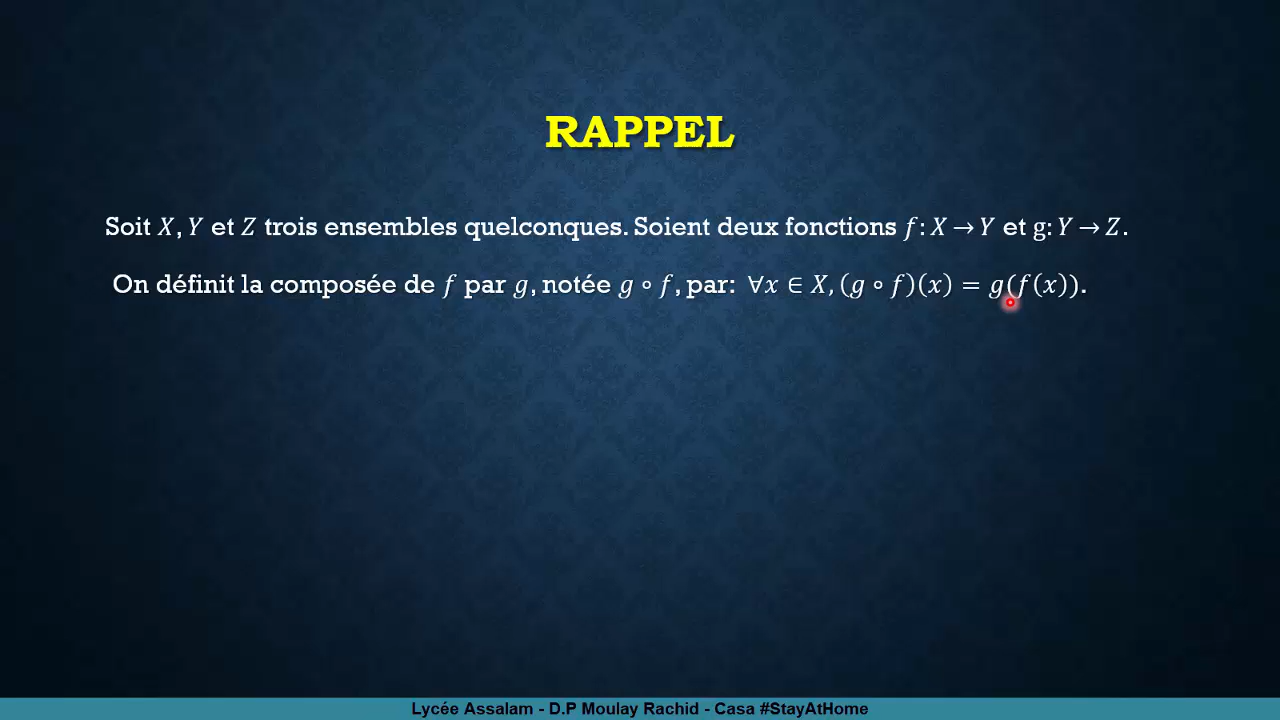 RAPPEL
Soit 𝑋, 𝑌 et 𝑍 trois ensembles quelconques. Soient deux fonctions 𝑓: 𝑋 → 𝑌 et g: 𝑌 → 𝑍.
On définit la composée de 𝑓 par 𝑔, notée 𝑔 ∘ 𝑓, par: ∀𝑥 ∈ 𝑋, (𝑔 ∘ 𝑓)(𝑥) = 𝑔(𝑓(𝑥)).
Lycée Assalam - D.P Moulay Rachid - Casa #StayAtHome